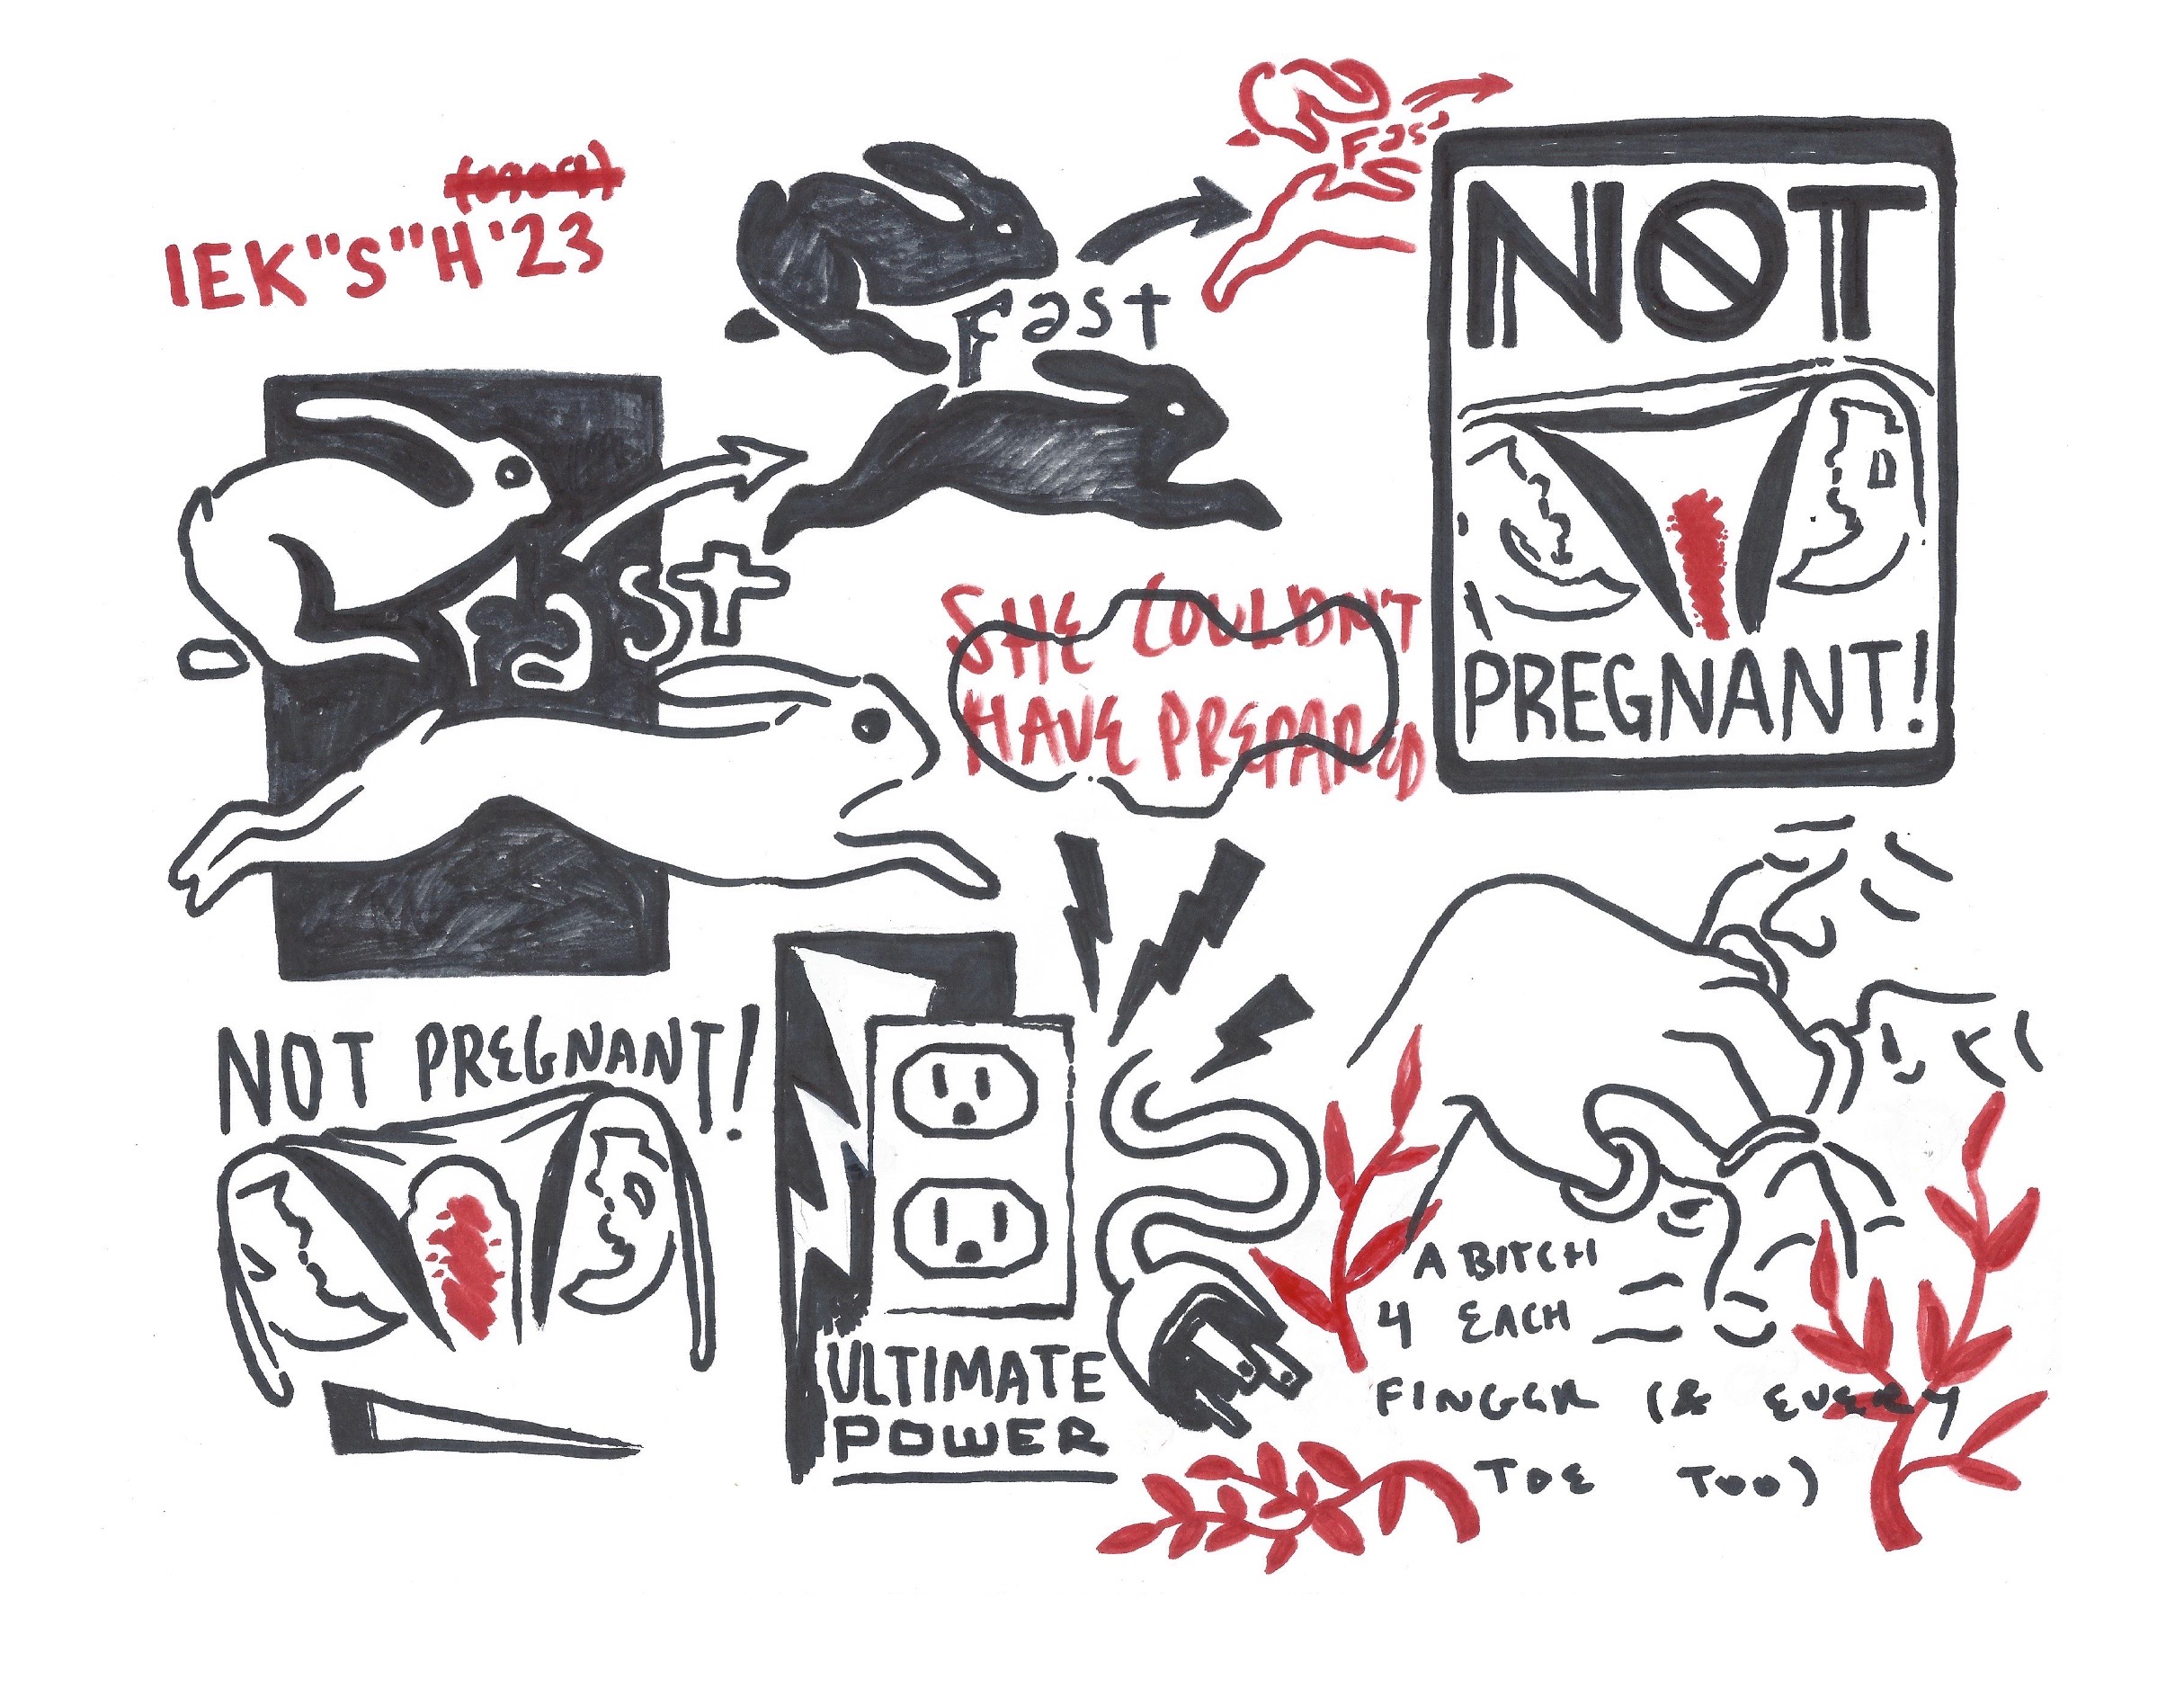 IEK"S"H'23
Fast
Fast
Fast
NOT
PREGNANT!
SHE COULDN'T
HAVE PREPARED
NOT PREGNANT!
ULTIMATE
POWER
A BITCH
4 EACH
FINGER (& EVERY
TOE TOO)